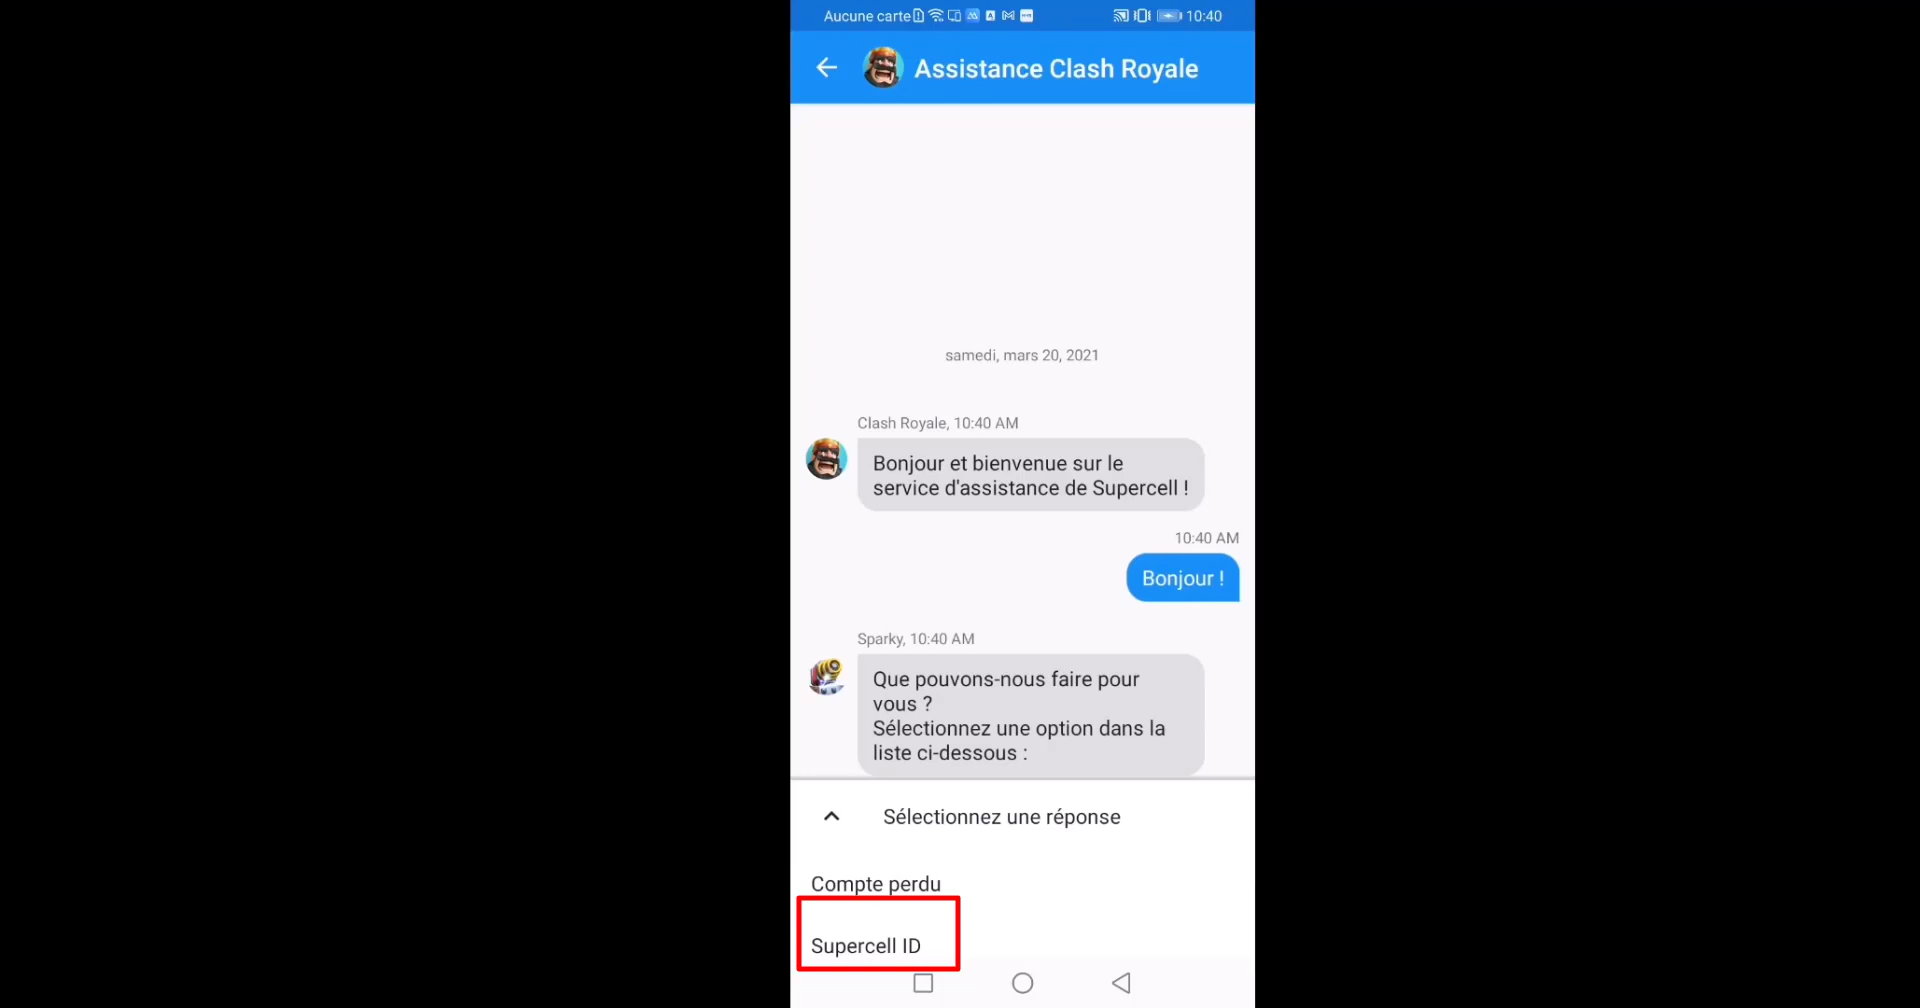 Aucune carte 10:40
Assistance Clash Royale
samedi, mars 20, 2021
Clash Royale, 10:40 AM
Bonjour et bienvenue sur le
service d'assistance de Supercell !
10:40 AM
Bonjour !
Sparky, 10:40 AM
Que pouvons-nous faire pour
vous ?
Sélectionnez une option dans la
liste ci-dessous :
Sélectionnez une réponse
Compte perdu
Supercell ID